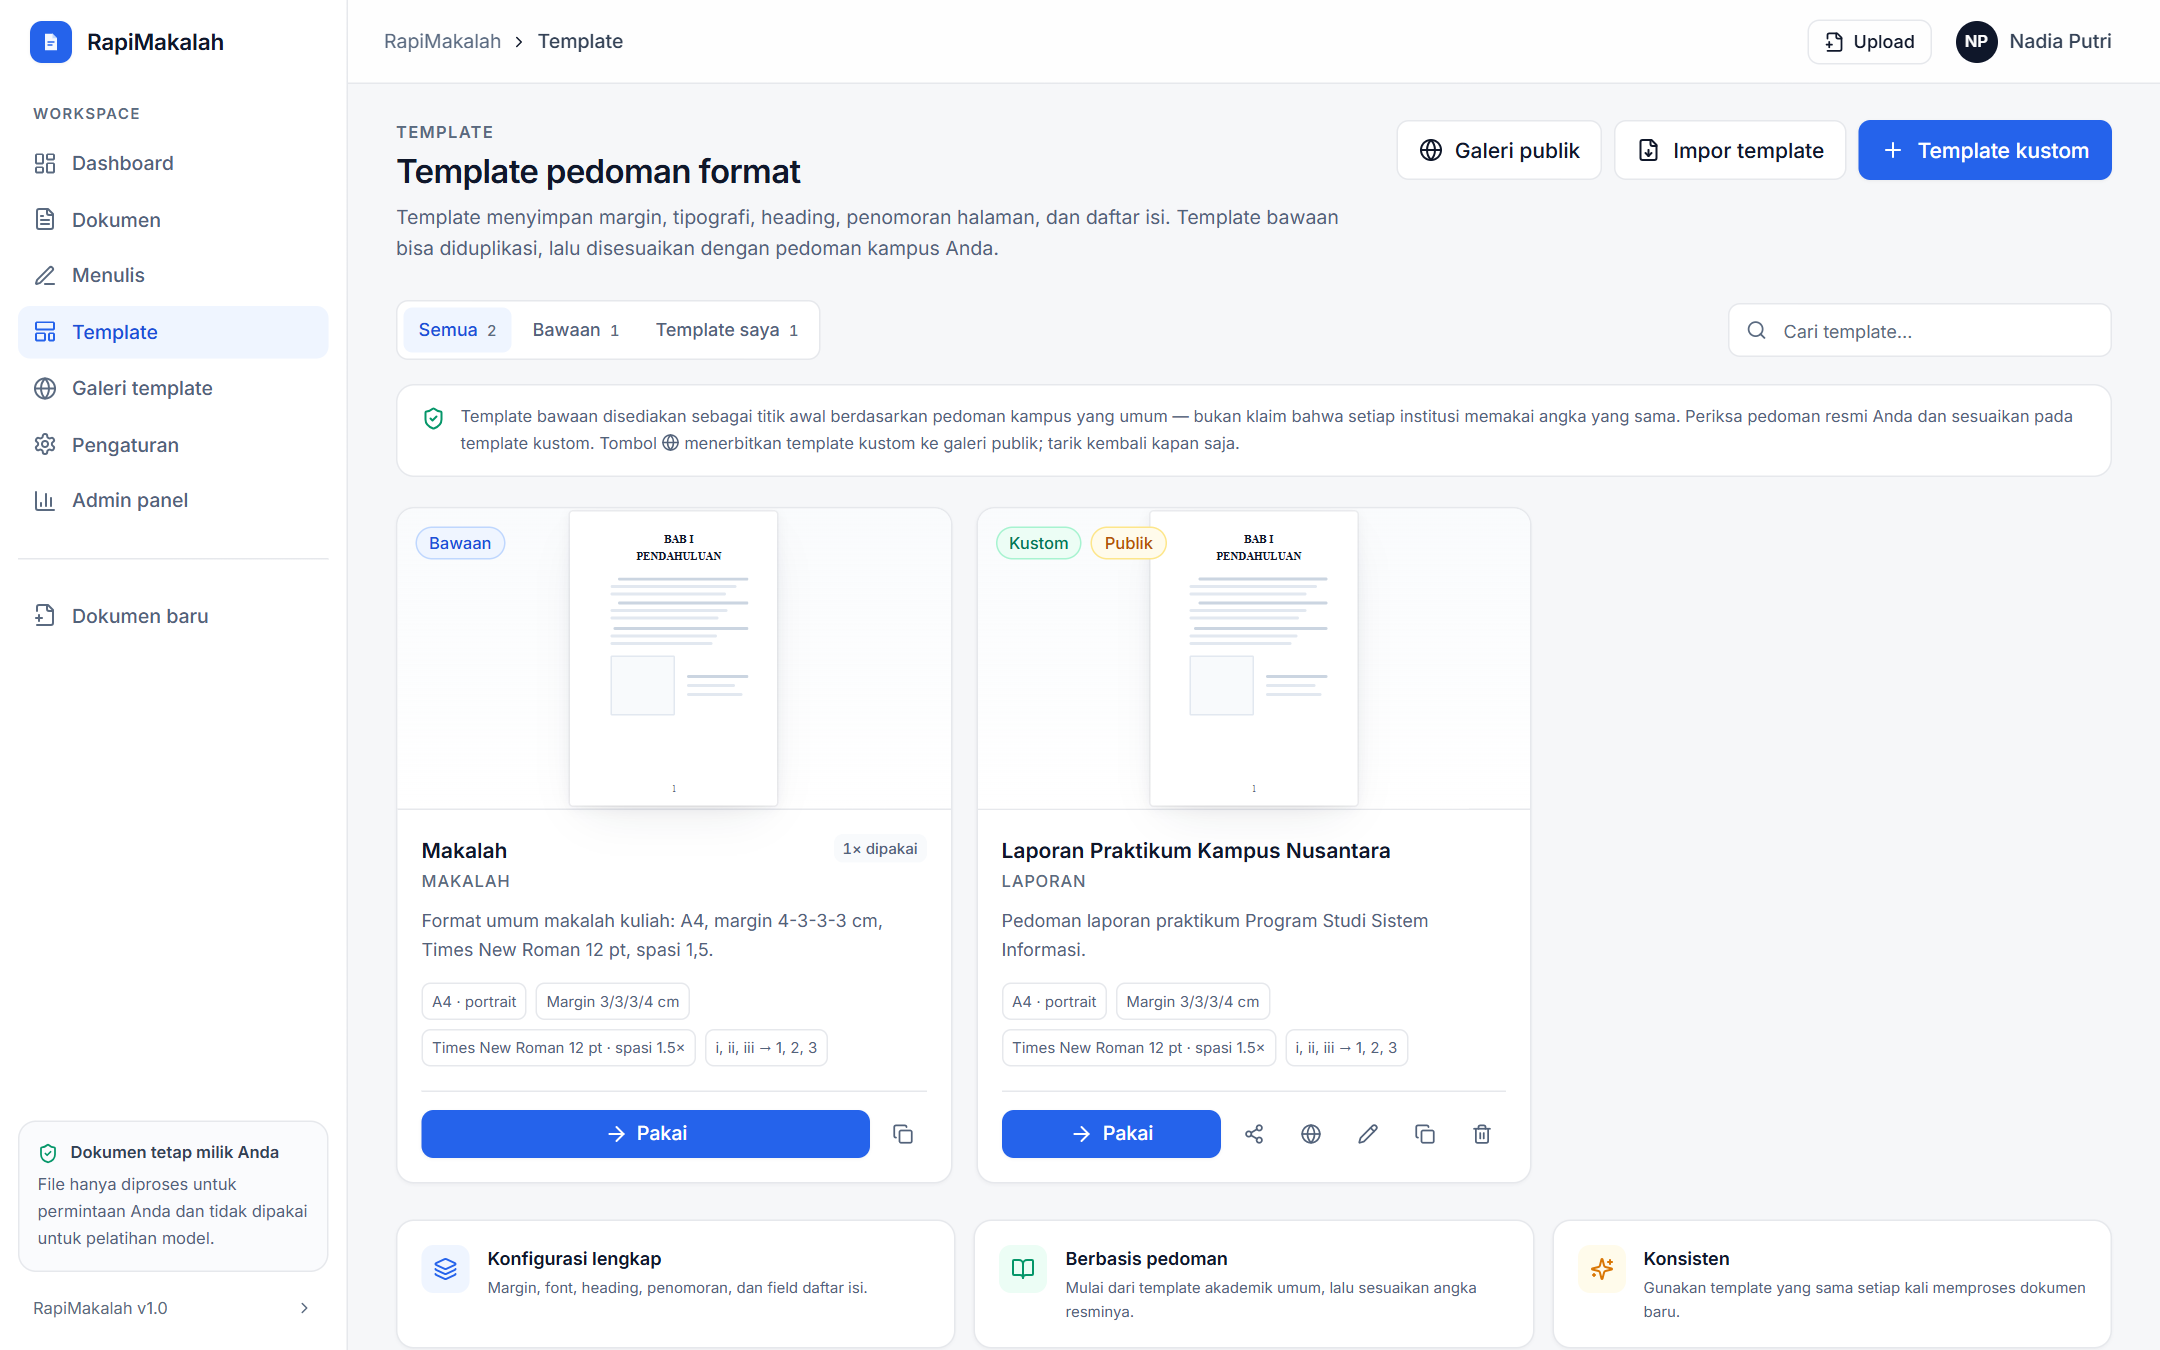 RapiMakalah
WORKSPACE
Dashboard
Dokumen
Menulis
Template
Galeri template
Pengaturan
Admin panel
Dokumen baru
Dokumen tetap milik Anda
File hanya diproses untuk
permintaan Anda dan tidak dipakai
untuk pelatihan model.
RapiMakalah v1.0
RapiMakalah > Template
Upload
NP Nadia Putri
TEMPLATE
Template pedoman format
Template menyimpan margin, tipografi, heading, penomoran halaman, dan daftar isi. Template bawaan
bisa diduplikasi, lalu disesuaikan dengan pedoman kampus Anda.
Galeri publik
Impor template
+ Template kustom
Semua 2
Bawaan 1
Template saya 1
Cari template...
Template bawaan disediakan sebagai titik awal berdasarkan pedoman kampus yang umum — bukan klaim bahwa setiap institusi memakai angka yang sama. Periksa pedoman resmi Anda dan sesuaikan pada
template kustom. Tombol menerbitkan template kustom ke galeri publik; tarik kembali kapan saja.
Bawaan
BAB I
PENDAHULUAN
1
Makalah
1× dipakai
MAKALAH
Format umum makalah kuliah: A4, margin 4-3-3-3 cm,
Times New Roman 12 pt, spasi 1,5.
A4 · portrait
Margin 3/3/3/4 cm
Times New Roman 12 pt · spasi 1.5×
i, ii, iii → 1, 2, 3
→ Pakai
Kustom
Publik
BAB I
PENDAHULUAN
1
Laporan Praktikum Kampus Nusantara
LAPORAN
Pedoman laporan praktikum Program Studi Sistem
Informasi.
A4 · portrait
Margin 3/3/3/4 cm
Times New Roman 12 pt · spasi 1.5×
i, ii, iii → 1, 2, 3
→ Pakai
Konfigurasi lengkap
Margin, font, heading, penomoran, dan field daftar isi.
Berbasis pedoman
Mulai dari template akademik umum, lalu sesuaikan angka
resminya.
Konsisten
Gunakan template yang sama setiap kali memproses dokumen
baru.